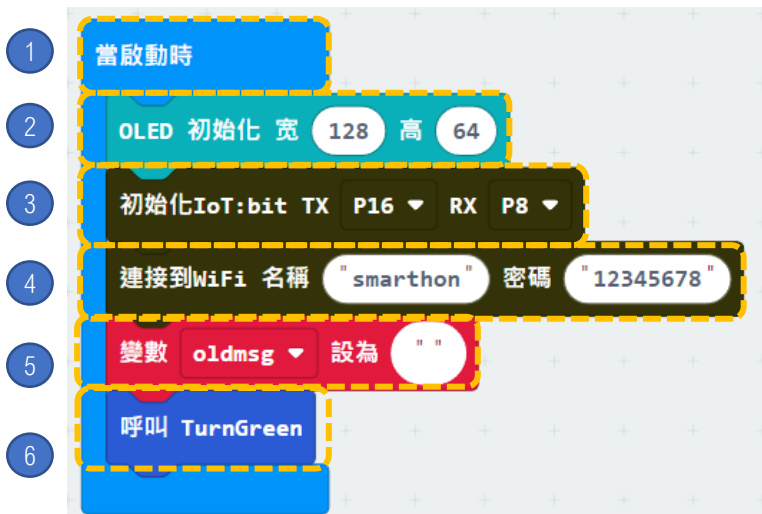 1 當啟動時
2 OLED 初始化 宽 128 高 64
3 初始化IoT:bit TX P16 RX P8
4 連接到WiFi 名稱 "smarthon" 密碼 "12345678"
5 變數 oldmsg 設為 " "
6 呼叫 TurnGreen